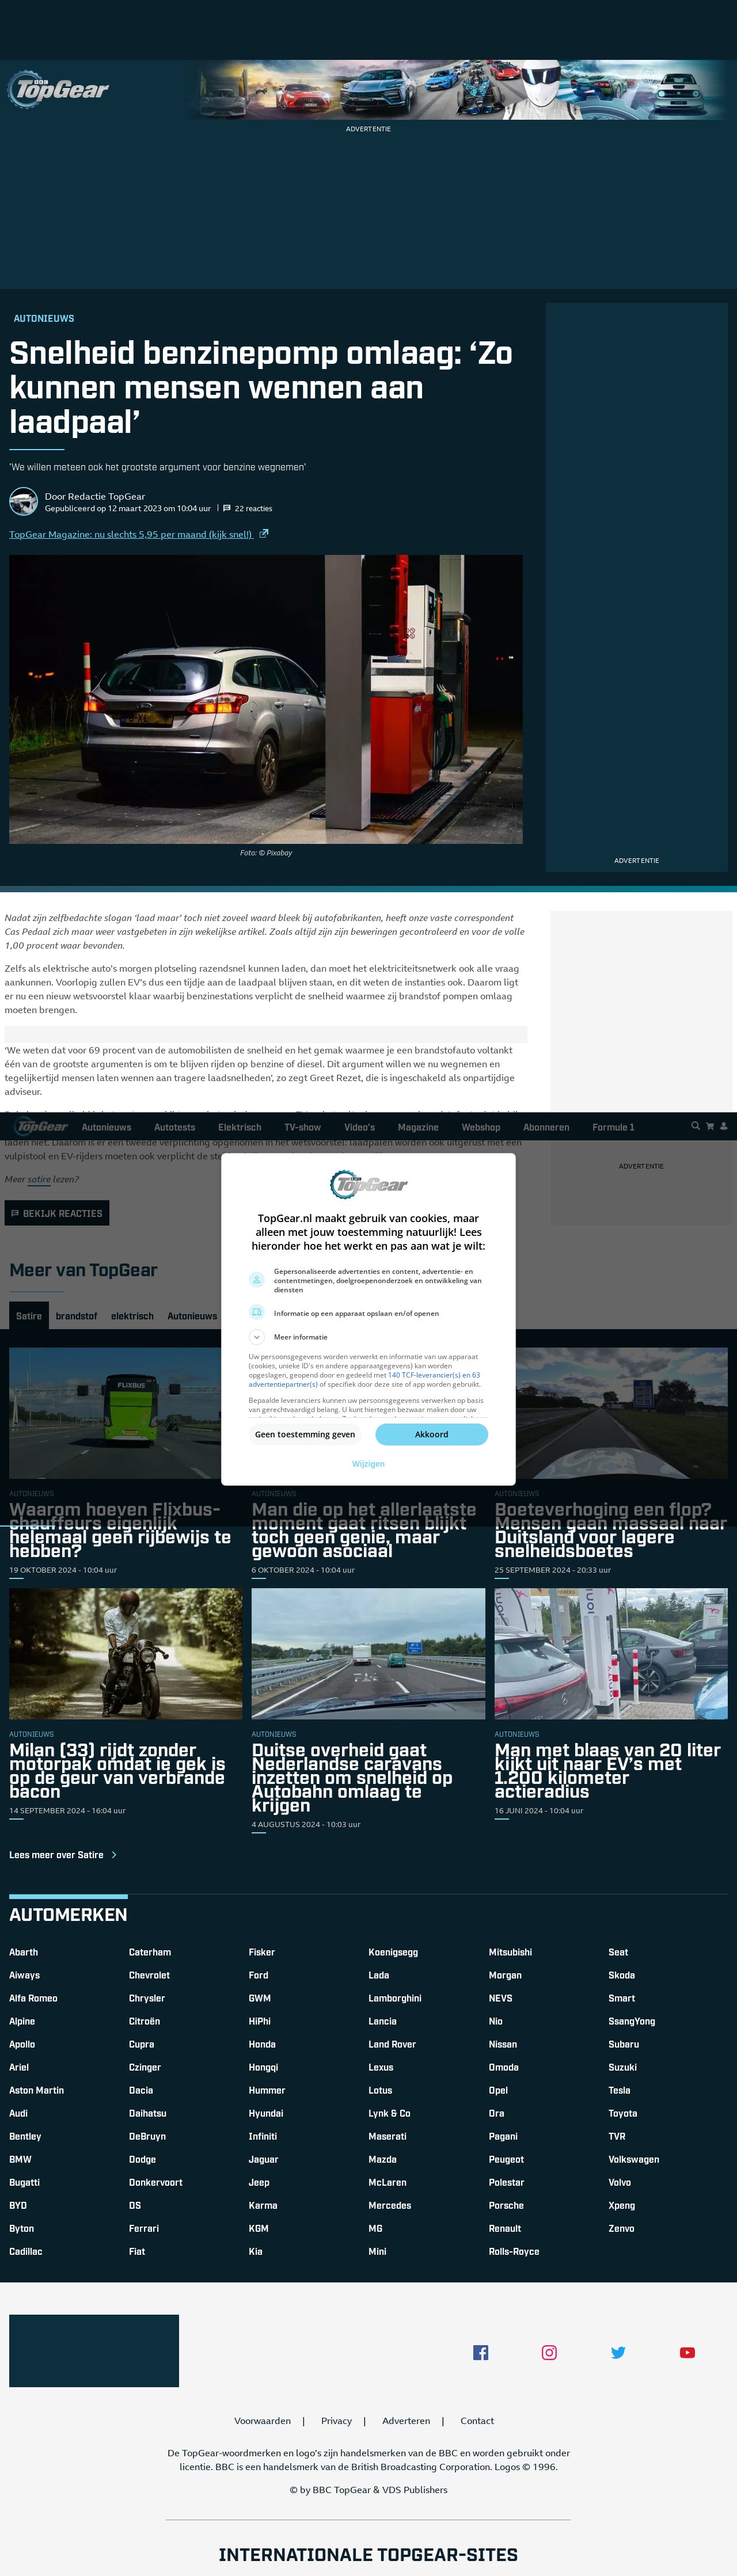 BBC
TopGear
ADVERTENTIE
AUTONIEUWS
Snelheid benzinepomp omlaag: ‘Zo
kunnen mensen wennen aan
laadpaal’
'We willen meteen ook het grootste argument voor benzine wegnemen'
Door Redactie TopGear
Gepubliceerd op 12 maart 2023 om 10:04 uur
22 reacties
TopGear Magazine: nu slechts 5,95 per maand (kijk snel!)
Foto: © Pixabay
ADVERTENTIE
Nadat zijn zelfbedachte slogan ‘laad maar’ toch niet zoveel waard bleek bij autofabrikanten, heeft onze vaste correspondent
Cas Pedaal zich maar weer vastgebeten in zijn wekelijkse artikel. Zoals altijd zijn zijn beweringen gecontroleerd en voor de volle
1,00 procent waar bevonden.
Zelfs als elektrische auto’s morgen plotseling razendsnel kunnen laden, dan moet het elektriciteitsnetwerk ook alle vraag
aankunnen. Voorlopig zullen EV’s dus een tijdje aan de laadpaal blijven staan, en dit weten de instanties ook. Daarom ligt
er nu een nieuw wetsvoorstel klaar waarbij benzinestations verplicht de snelheid waarmee zij brandstof pompen omlaag
moeten brengen.
‘We weten dat voor 69 procent van de automobilisten de snelheid en het gemak waarmee je een brandstofauto voltankt
één van de grootste argumenten is om te blijven rijden op benzine of diesel. Dit argument willen we nu wegnemen en
tegelijkertijd mensen laten wennen aan tragere laadsnelheden’, zo zegt Greet Rezet, die is ingeschakeld als onpartijdige
adviseur.
TopGear
Autonieuws
Autotests
Elektrisch
TV-show
Video's
Magazine
Webshop
Abonneren
Formule 1
laden niet. Daarom is er een tweede verplichting opgenomen in het wetsvoorstel: laadpalen worden ook uitgerust met een
vulpistool en EV-rijders moeten ook verplicht de ste
Meer satire lezen?
ADVERTENTIE
BEKIJK REACTIES
Meer van TopGear
Satire
brandstof
elektrisch
Autonieuws
TopGear
TopGear.nl maakt gebruik van cookies, maar
alleen met jouw toestemming natuurlijk! Lees
hieronder hoe het werkt en pas aan wat je wilt:
Gepersonaliseerde advertenties en content, advertentie- en
contentmetingen, doelgroepenonderzoek en ontwikkeling van
diensten
Informatie op een apparaat opslaan en/of openen
Meer informatie
Uw persoonsgegevens worden verwerkt en informatie van uw apparaat
(cookies, unieke ID's en andere apparaatgegevens) kan worden
opgeslagen, geopend door en gedeeld met 140 TCF-leverancier(s) en 63
advertentiepartner(s) of specifiek door deze site of app worden gebruikt.
Bepaalde leveranciers kunnen uw persoonsgegevens verwerken op basis
van gerechtvaardigd belang. U kunt hiertegen bezwaar maken door uw
Geen toestemming geven
Akkoord
Wijzigen
FLIXBUS
AUTONIEUWS
Waarom hoeven Flixbus-
chauffeurs eigenlijk
helemaal geen rijbewijs te
hebben?
19 OKTOBER 2024 - 10:04 uur
AUTONIEUWS
Man die op het allerlaatste
moment gaat ritsen blijkt
toch geen genie, maar
gewoon asociaal
6 OKTOBER 2024 - 10:04 uur
AUTONIEUWS
Boeteverhoging een flop?
Mensen gaan massaal naar
Duitsland voor lagere
snelheidsboetes
25 SEPTEMBER 2024 - 20:33 uur
AUTONIEUWS
Milan (33) rijdt zonder
motorpak omdat ie gek is
op de geur van verbrande
bacon
14 SEPTEMBER 2024 - 16:04 uur
AUTONIEUWS
Duitse overheid gaat
Nederlandse caravans
inzetten om snelheid op
Autobahn omlaag te
krijgen
4 AUGUSTUS 2024 - 10:03 uur
AUTONIEUWS
Man met blaas van 20 liter
kijkt uit naar EV’s met
1.200 kilometer
actieradius
16 JUNI 2024 - 10:04 uur
Lees meer over Satire
AUTOMERKEN
Abarth
Aiways
Alfa Romeo
Alpine
Apollo
Ariel
Aston Martin
Audi
Bentley
BMW
Bugatti
BYD
Byton
Cadillac
Caterham
Chevrolet
Chrysler
Citroën
Cupra
Czinger
Dacia
Daihatsu
DeBruyn
Dodge
Donkervoort
DS
Ferrari
Fiat
Fisker
Ford
GWM
HiPhi
Honda
Hongqi
Hummer
Hyundai
Infiniti
Jaguar
Jeep
Karma
KGM
Kia
Koenigsegg
Lada
Lamborghini
Lancia
Land Rover
Lexus
Lotus
Lynk & Co
Maserati
Mazda
McLaren
Mercedes
MG
Mini
Mitsubishi
Morgan
NEVS
Nio
Nissan
Omoda
Opel
Ora
Pagani
Peugeot
Polestar
Porsche
Renault
Rolls-Royce
Seat
Skoda
Smart
SsangYong
Subaru
Suzuki
Tesla
Toyota
TVR
Volkswagen
Volvo
Xpeng
Zenvo
Voorwaarden | Privacy | Adverteren | Contact
De TopGear-woordmerken en logo's zijn handelsmerken van de BBC en worden gebruikt onder
licentie. BBC is een handelsmerk van de British Broadcasting Corporation. Logos © 1996.
© by BBC TopGear & VDS Publishers
INTERNATIONALE TOPGEAR-SITES